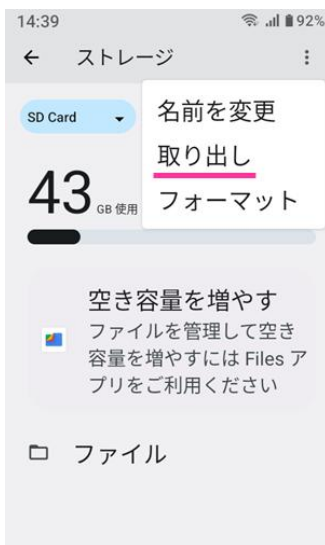 14:39
92%
ストレージ
SD Card
名前を変更
取り出し
フォーマット
43 GB 使用
空き容量を増やす
ファイルを管理して空き
容量を増やすには Files ア
プリをご利用ください
ファイル